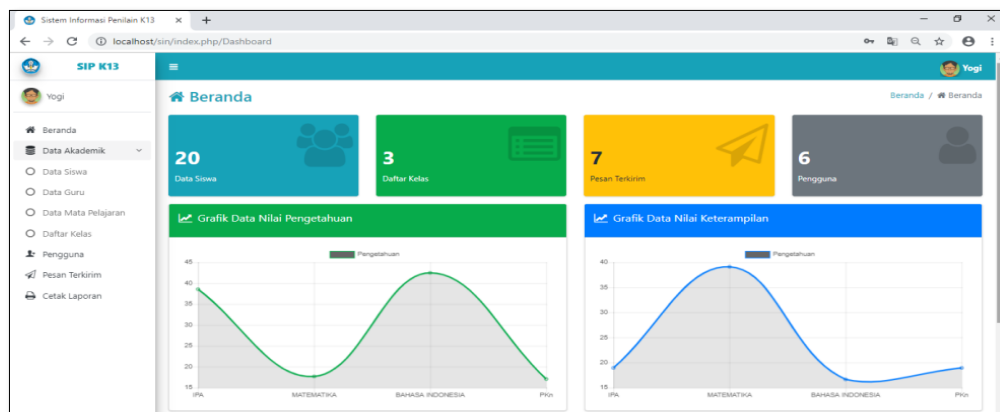 Sistem Informasi Penilain K13
localhost/sin/index.php/Dashboard
SIP K13
Yogi
Yogi
Beranda
Beranda / Beranda
Beranda
Data Akademik
Data Siswa
Data Guru
Data Mata Pelajaran
Daftar Kelas
Pengguna
Pesan Terkirim
Cetak Laporan
20
Data Siswa
3
Daftar Kelas
7
Pesan Terkirim
6
Pengguna
Grafik Data Nilai Pengetahuan
Pengetahuan
45
40
35
30
25
20
15
IPA MATEMATIKA BAHASA INDONESIA PKn
Grafik Data Nilai Keterampilan
Pengetahuan
40
35
30
25
20
15
IPA MATEMATIKA BAHASA INDONESIA PKn